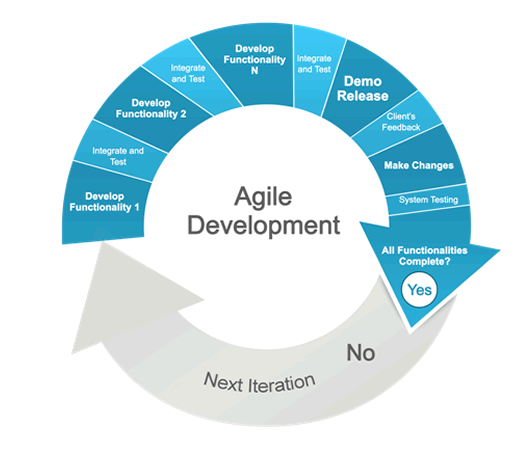 Develop
Functionality 1
Integrate and
Test
Develop
Functionality 2
Integrate
and Test
Develop
Functionality
N
Integrate
and Test
Demo
Release
Client's
Feedback
Make Changes
System Testing
All Functionalities
Complete?
Yes
No
Next Iteration
Agile
Development